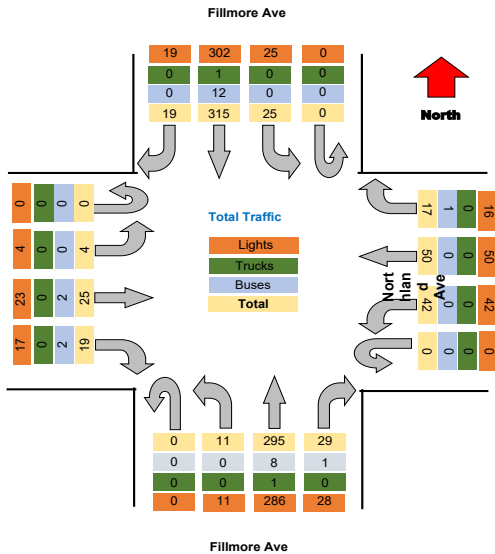 Fillmore Ave
19 302 25 0
0 1 0 0
0 12 0 0
19 315 25 0
North
0 0 0 0
4 0 0 4
23 0 2 25
17 0 2 19
Total Traffic
Lights
Trucks
Buses
Total
17 1 0 16
50 0 0 50
42 0 0 42
0 0 0 0
Nort
hlan
d
Ave
0 11 295 29
0 0 8 1
0 0 1 0
0 11 286 28
Fillmore Ave